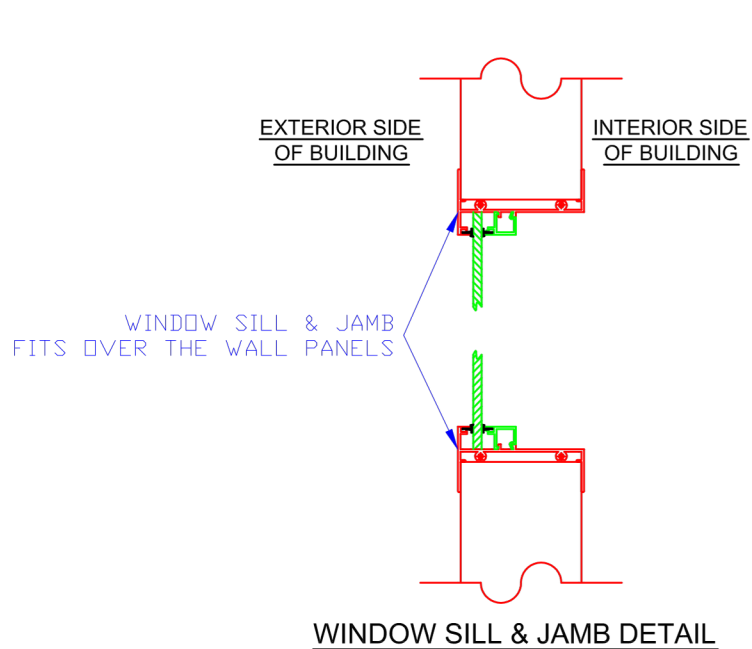 EXTERIOR SIDE
OF BUILDING
INTERIOR SIDE
OF BUILDING
WINDOW SILL & JAMB
FITS OVER THE WALL PANELS
WINDOW SILL & JAMB DETAIL